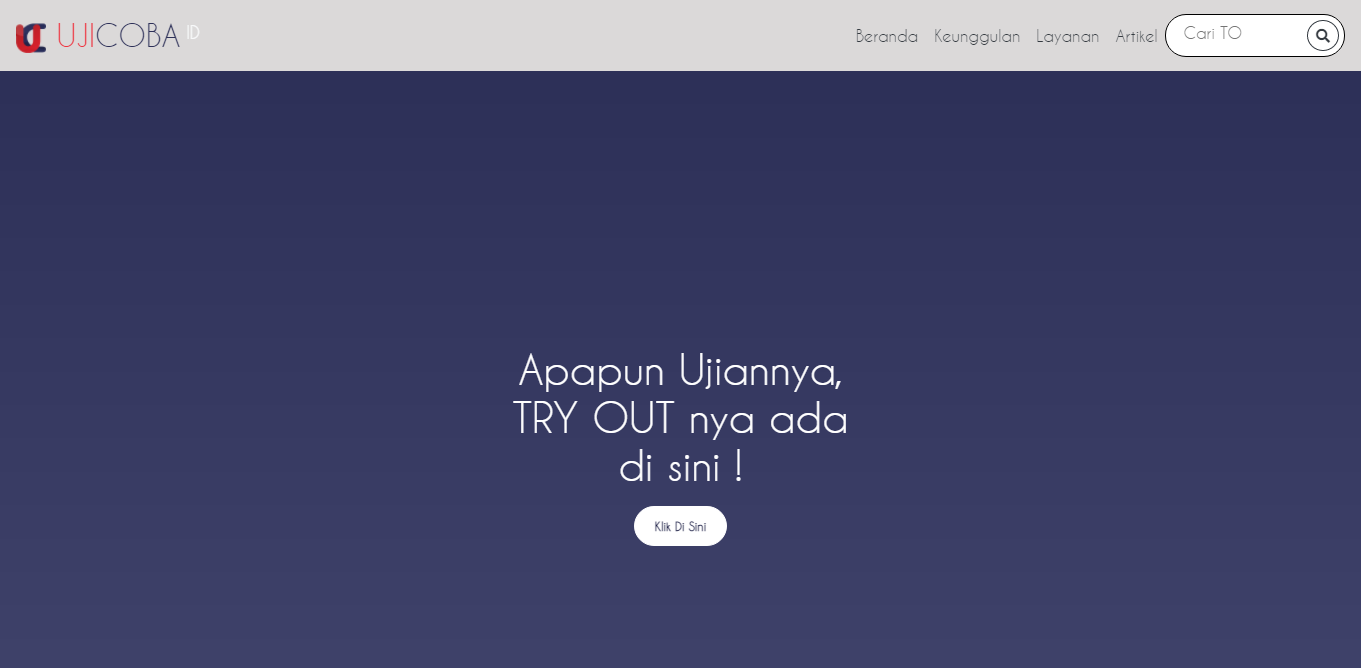 UJICOBA ID
Beranda Keunggulan Layanan Artikel Cari TO
Apapun Ujiannya,
TRY OUT nya ada
di sini !
Klik Di Sini